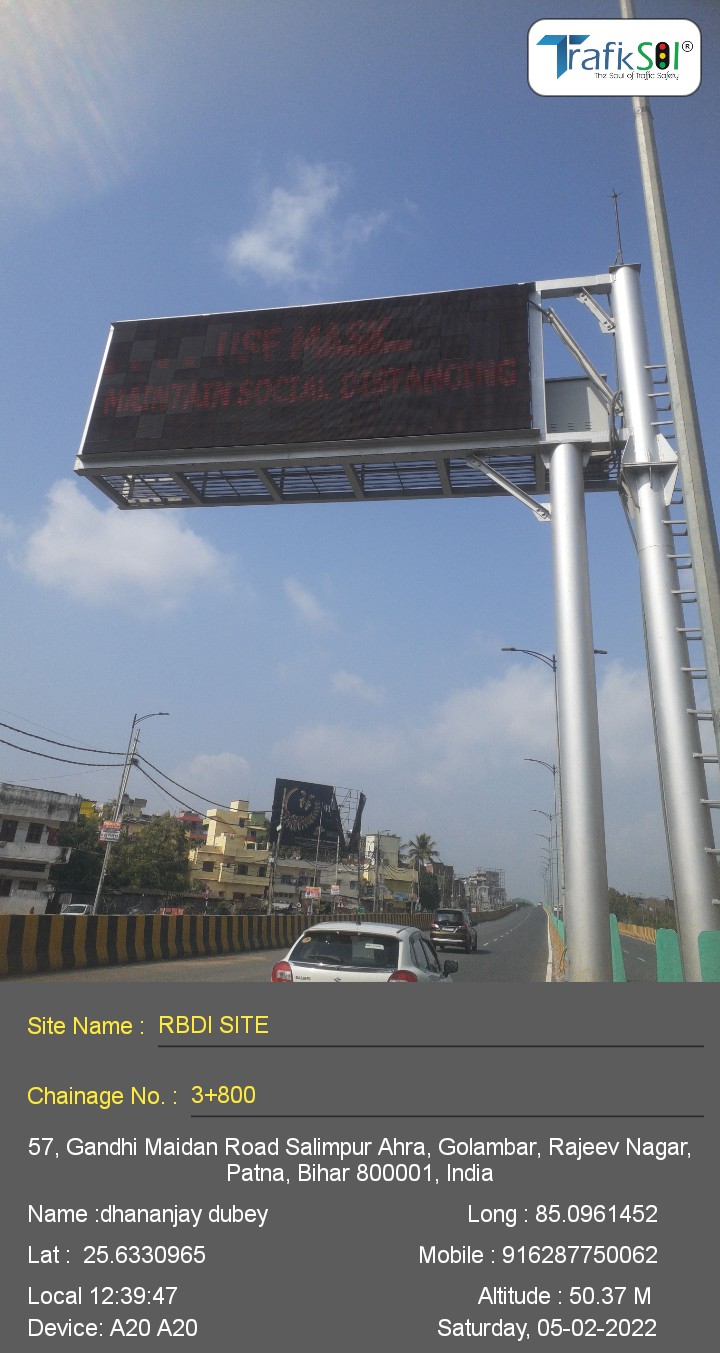 TrafikSol®
The Soul of Traffic Safety
USE MASK
MAINTAIN SOCIAL DISTANCING
Site Name : RBDI SITE
Chainage No. : 3+800
57, Gandhi Maidan Road Salimpur Ahra, Golambar, Rajeev Nagar,
Patna, Bihar 800001, India
Name :dhananjay dubey Long : 85.0961452
Lat : 25.6330965 Mobile : 916287750062
Local 12:39:47 Altitude : 50.37 M
Device: A20 A20 Saturday, 05-02-2022